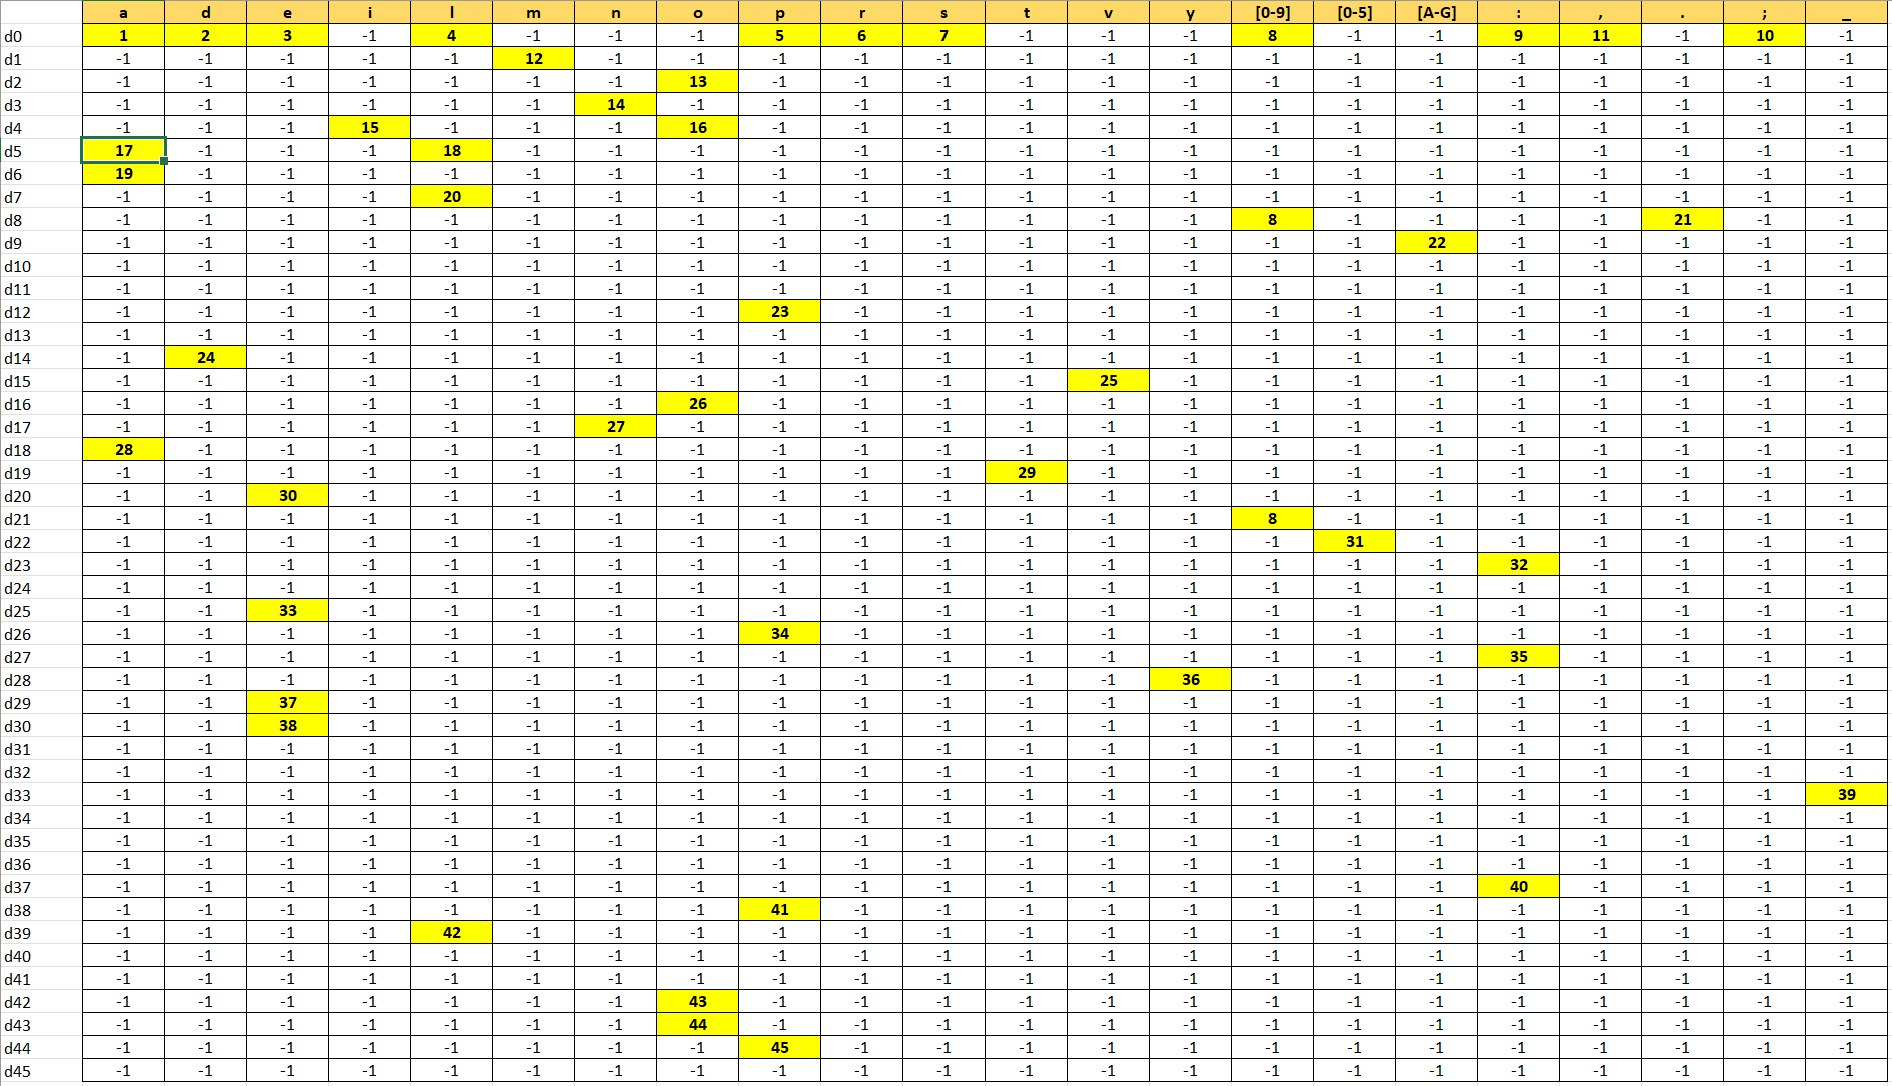 a d e i l m n o p r s t v y [0-9] [0-5] [A-G] : , . ; _
d0 1 2 3 -1 4 -1 -1 -1 5 6 7 -1 -1 -1 8 -1 -1 9 11 -1 10 -1
d1 -1 -1 -1 -1 -1 12 -1 -1 -1 -1 -1 -1 -1 -1 -1 -1 -1 -1 -1 -1 -1 -1
d2 -1 -1 -1 -1 -1 -1 -1 13 -1 -1 -1 -1 -1 -1 -1 -1 -1 -1 -1 -1 -1 -1
d3 -1 -1 -1 -1 -1 -1 14 -1 -1 -1 -1 -1 -1 -1 -1 -1 -1 -1 -1 -1 -1 -1
d4 -1 -1 -1 15 -1 -1 -1 16 -1 -1 -1 -1 -1 -1 -1 -1 -1 -1 -1 -1 -1 -1
d5 17 -1 -1 -1 18 -1 -1 -1 -1 -1 -1 -1 -1 -1 -1 -1 -1 -1 -1 -1 -1 -1
d6 19 -1 -1 -1 -1 -1 -1 -1 -1 -1 -1 -1 -1 -1 -1 -1 -1 -1 -1 -1 -1 -1
d7 -1 -1 -1 -1 20 -1 -1 -1 -1 -1 -1 -1 -1 -1 -1 -1 -1 -1 -1 -1 -1 -1
d8 -1 -1 -1 -1 -1 -1 -1 -1 -1 -1 -1 -1 -1 -1 8 -1 -1 -1 -1 21 -1 -1
d9 -1 -1 -1 -1 -1 -1 -1 -1 -1 -1 -1 -1 -1 -1 -1 -1 22 -1 -1 -1 -1 -1
d10 -1 -1 -1 -1 -1 -1 -1 -1 -1 -1 -1 -1 -1 -1 -1 -1 -1 -1 -1 -1 -1 -1
d11 -1 -1 -1 -1 -1 -1 -1 -1 -1 -1 -1 -1 -1 -1 -1 -1 -1 -1 -1 -1 -1 -1
d12 -1 -1 -1 -1 -1 -1 -1 -1 23 -1 -1 -1 -1 -1 -1 -1 -1 -1 -1 -1 -1 -1
d13 -1 -1 -1 -1 -1 -1 -1 -1 -1 -1 -1 -1 -1 -1 -1 -1 -1 -1 -1 -1 -1 -1
d14 -1 24 -1 -1 -1 -1 -1 -1 -1 -1 -1 -1 -1 -1 -1 -1 -1 -1 -1 -1 -1 -1
d15 -1 -1 -1 -1 -1 -1 -1 -1 -1 -1 -1 -1 25 -1 -1 -1 -1 -1 -1 -1 -1 -1
d16 -1 -1 -1 -1 -1 -1 -1 26 -1 -1 -1 -1 -1 -1 -1 -1 -1 -1 -1 -1 -1 -1
d17 -1 -1 -1 -1 -1 -1 27 -1 -1 -1 -1 -1 -1 -1 -1 -1 -1 -1 -1 -1 -1 -1
d18 28 -1 -1 -1 -1 -1 -1 -1 -1 -1 -1 -1 -1 -1 -1 -1 -1 -1 -1 -1 -1 -1
d19 -1 -1 -1 -1 -1 -1 -1 -1 -1 -1 -1 29 -1 -1 -1 -1 -1 -1 -1 -1 -1 -1
d20 -1 -1 30 -1 -1 -1 -1 -1 -1 -1 -1 -1 -1 -1 -1 -1 -1 -1 -1 -1 -1 -1
d21 -1 -1 -1 -1 -1 -1 -1 -1 -1 -1 -1 -1 -1 -1 8 -1 -1 -1 -1 -1 -1 -1
d22 -1 -1 -1 -1 -1 -1 -1 -1 -1 -1 -1 -1 -1 -1 -1 31 -1 -1 -1 -1 -1 -1
d23 -1 -1 -1 -1 -1 -1 -1 -1 -1 -1 -1 -1 -1 -1 -1 -1 -1 32 -1 -1 -1 -1
d24 -1 -1 -1 -1 -1 -1 -1 -1 -1 -1 -1 -1 -1 -1 -1 -1 -1 -1 -1 -1 -1 -1
d25 -1 -1 33 -1 -1 -1 -1 -1 -1 -1 -1 -1 -1 -1 -1 -1 -1 -1 -1 -1 -1 -1
d26 -1 -1 -1 -1 -1 -1 -1 -1 34 -1 -1 -1 -1 -1 -1 -1 -1 -1 -1 -1 -1 -1
d27 -1 -1 -1 -1 -1 -1 -1 -1 -1 -1 -1 -1 -1 -1 -1 -1 -1 35 -1 -1 -1 -1
d28 -1 -1 -1 -1 -1 -1 -1 -1 -1 -1 -1 -1 -1 36 -1 -1 -1 -1 -1 -1 -1 -1
d29 -1 -1 37 -1 -1 -1 -1 -1 -1 -1 -1 -1 -1 -1 -1 -1 -1 -1 -1 -1 -1 -1
d30 -1 -1 38 -1 -1 -1 -1 -1 -1 -1 -1 -1 -1 -1 -1 -1 -1 -1 -1 -1 -1 -1
d31 -1 -1 -1 -1 -1 -1 -1 -1 -1 -1 -1 -1 -1 -1 -1 -1 -1 -1 -1 -1 -1 -1
d32 -1 -1 -1 -1 -1 -1 -1 -1 -1 -1 -1 -1 -1 -1 -1 -1 -1 -1 -1 -1 -1 -1
d33 -1 -1 -1 -1 -1 -1 -1 -1 -1 -1 -1 -1 -1 -1 -1 -1 -1 -1 -1 -1 -1 39
d34 -1 -1 -1 -1 -1 -1 -1 -1 -1 -1 -1 -1 -1 -1 -1 -1 -1 -1 -1 -1 -1 -1
d35 -1 -1 -1 -1 -1 -1 -1 -1 -1 -1 -1 -1 -1 -1 -1 -1 -1 -1 -1 -1 -1 -1
d36 -1 -1 -1 -1 -1 -1 -1 -1 -1 -1 -1 -1 -1 -1 -1 -1 -1 -1 -1 -1 -1 -1
d37 -1 -1 -1 -1 -1 -1 -1 -1 -1 -1 -1 -1 -1 -1 -1 -1 -1 40 -1 -1 -1 -1
d38 -1 -1 -1 -1 -1 -1 -1 -1 41 -1 -1 -1 -1 -1 -1 -1 -1 -1 -1 -1 -1 -1
d39 -1 -1 -1 -1 42 -1 -1 -1 -1 -1 -1 -1 -1 -1 -1 -1 -1 -1 -1 -1 -1 -1
d40 -1 -1 -1 -1 -1 -1 -1 -1 -1 -1 -1 -1 -1 -1 -1 -1 -1 -1 -1 -1 -1 -1
d41 -1 -1 -1 -1 -1 -1 -1 -1 -1 -1 -1 -1 -1 -1 -1 -1 -1 -1 -1 -1 -1 -1
d42 -1 -1 -1 -1 -1 -1 -1 43 -1 -1 -1 -1 -1 -1 -1 -1 -1 -1 -1 -1 -1 -1
d43 -1 -1 -1 -1 -1 -1 -1 44 -1 -1 -1 -1 -1 -1 -1 -1 -1 -1 -1 -1 -1 -1
d44 -1 -1 -1 -1 -1 -1 -1 -1 45 -1 -1 -1 -1 -1 -1 -1 -1 -1 -1 -1 -1 -1
d45 -1 -1 -1 -1 -1 -1 -1 -1 -1 -1 -1 -1 -1 -1 -1 -1 -1 -1 -1 -1 -1 -1